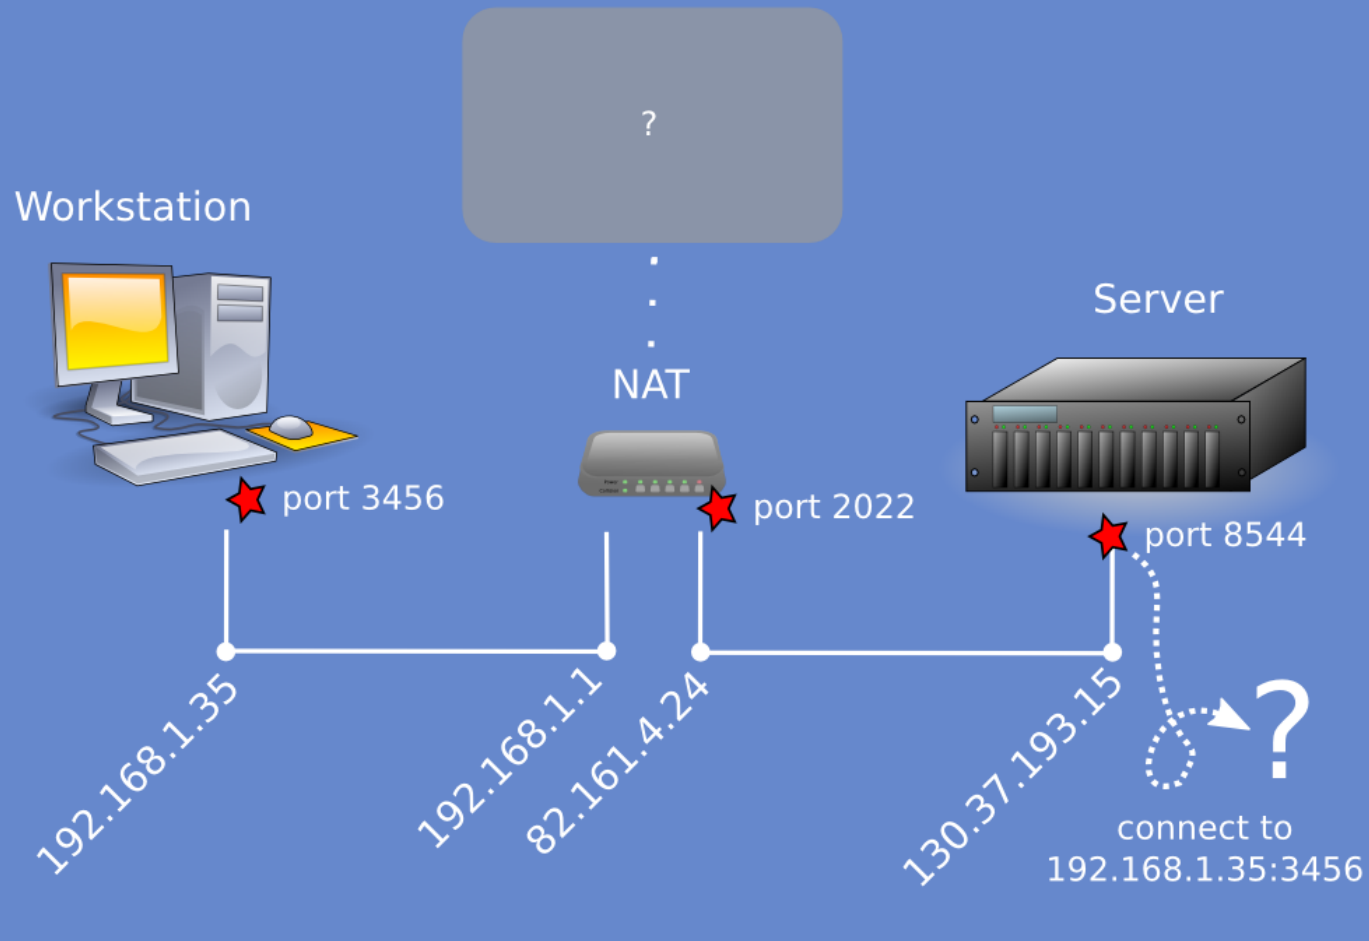 ?
Workstation
Server
NAT
port 3456
port 2022
port 8544
192.168.1.35
192.168.1.1
82.161.4.24
130.37.193.15
?
connect to
192.168.1.35:3456